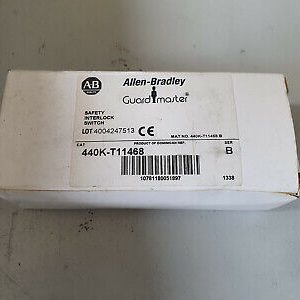 AB
Allen-Bradley
Guardmaster
SAFETY
INTERLOCK
SWITCH
LOT 4004247513 CE
MAT NO. 440K-T11468 B
CAT
PRODUCT OF DOMINICAN REP.
SER
440K-T11468
B
10781180051897
1338